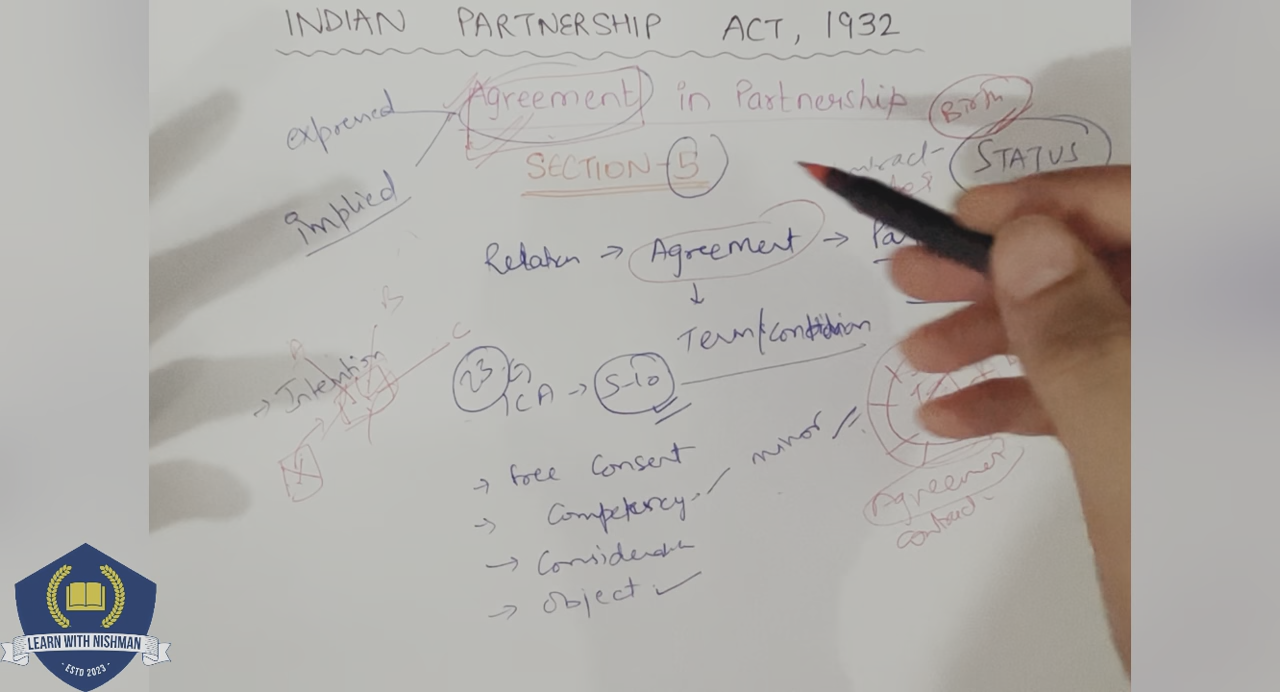 INDIAN PARTNERSHIP ACT, 1932
expressed
Agreement in Partnership
Birth
SECTION-5
STATUS
implied
Relation → Agreement →
Term/Condition
B
C
A
→ Intention
X
23
ICA → S-10
→ free Consent
→ Competency
minor
→ Consideration
→ object ✓
Agreement
contract
LEARN WITH NISHMAN
· ESTD 2023 ·